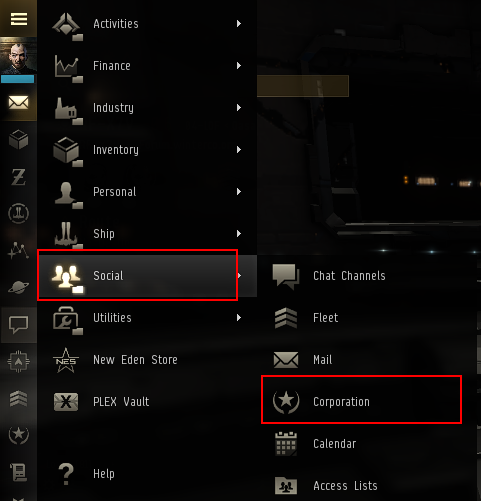 Activities
Finance
Industry
Inventory
Personal
Ship
Social
Utilities
New Eden Store
PLEX Vault
Help
Chat Channels
Fleet
Mail
Corporation
Calendar
Access Lists
Z
NES